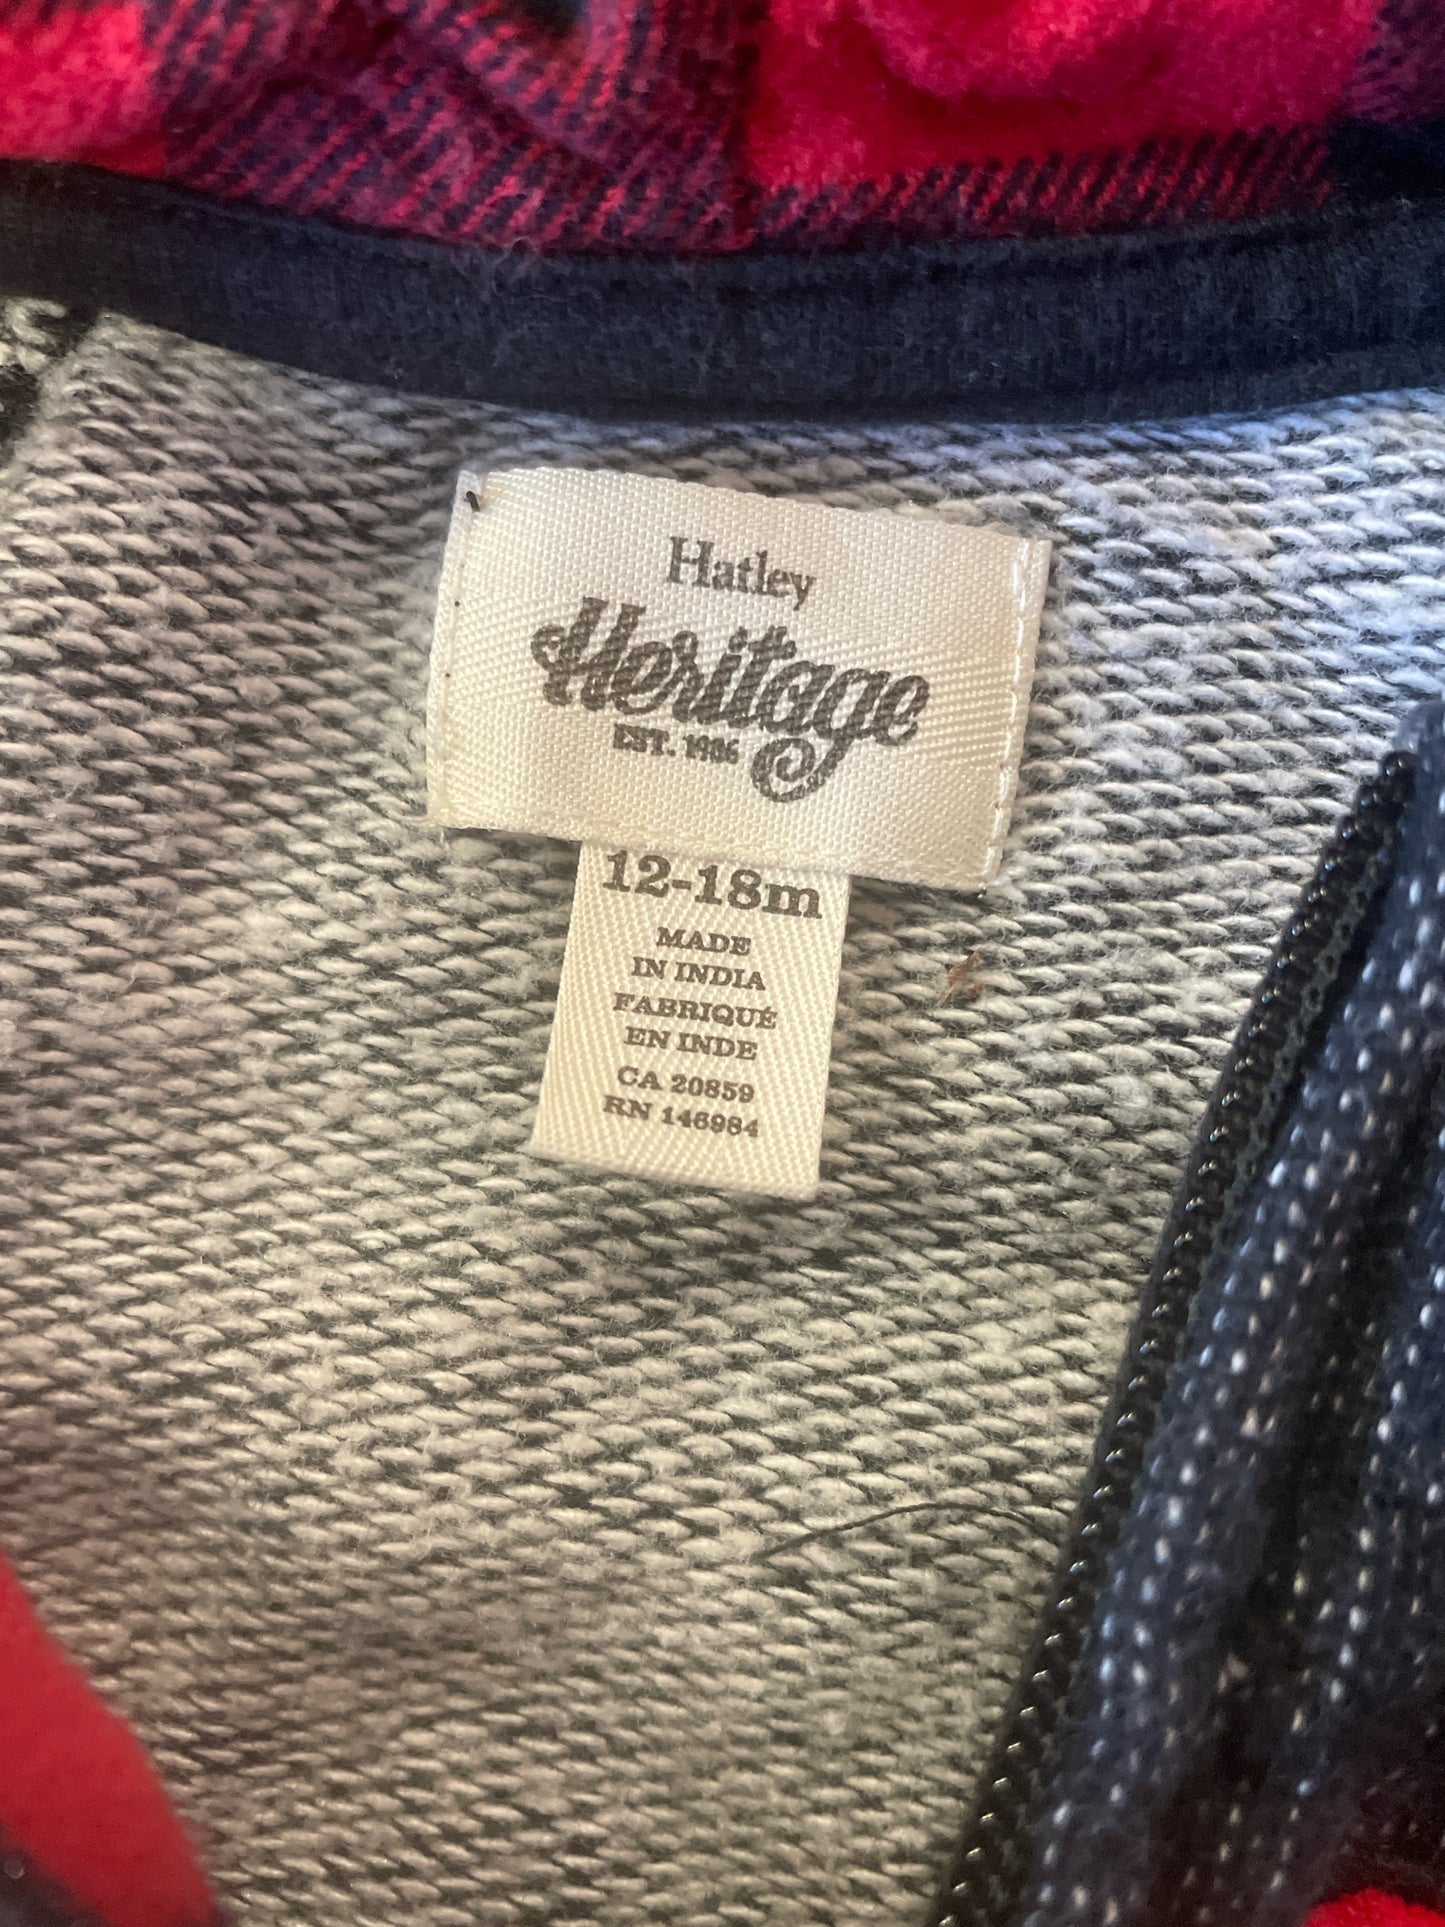 Hatley
Heritage
EST. 1986
12-18m
MADE
IN INDIA
FABRIQUÉ
EN INDE
CA 20859
RN 146984